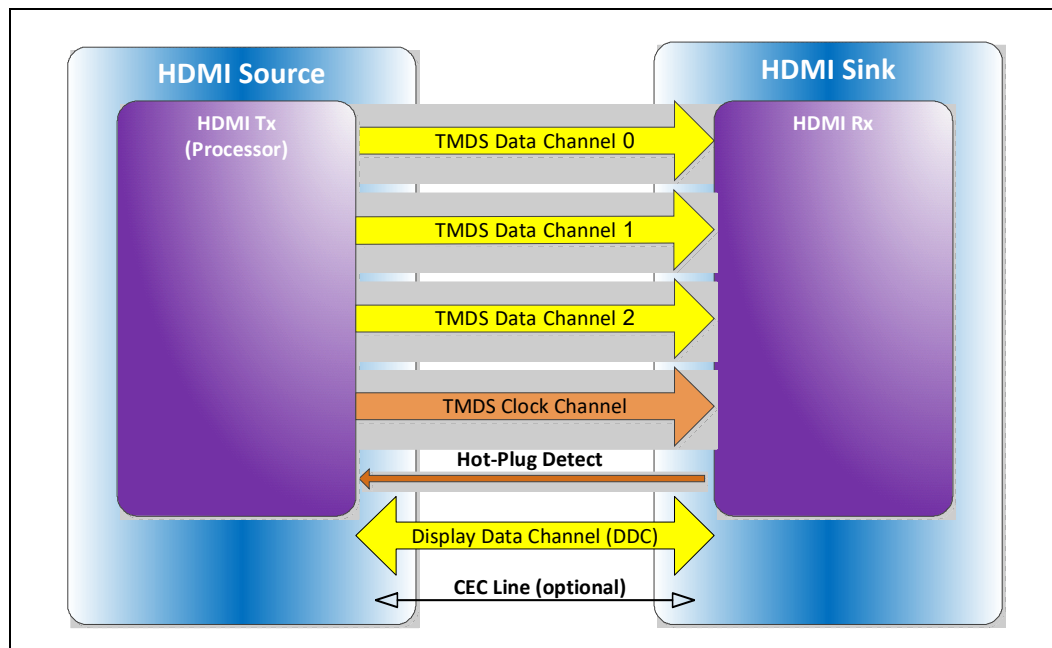 HDMI Source
HDMI Sink
HDMI Tx
(Processor)
HDMI Rx
TMDS Data Channel 0
TMDS Data Channel 1
TMDS Data Channel 2
TMDS Clock Channel
Hot-Plug Detect
Display Data Channel (DDC)
CEC Line (optional)